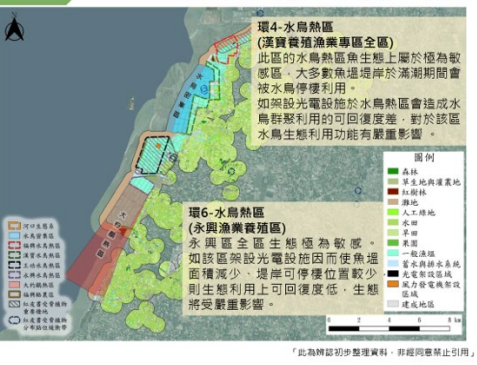 環4-水鳥熱區
(漢寶養殖漁業專區全區)
此區的水鳥熱區魚生態上屬於極為敏
感區，大多數魚塭堤岸於滿潮期間會
被水鳥停棲利用。
如架設光電設施於水鳥熱區會造成水
鳥群聚利用的可回復度差，對於該區
水鳥生態利用功能有嚴重影響。
環6-水鳥熱區
(永興漁業養殖區)
永興區全區生態極為敏感。
如該區架設光電設施因而使魚塭
面積減少、堤岸可停棲位置較少，
則生態利用上可回復度低，生態
將受嚴重影響。
圖例
森林
草生地與灌叢地
紅樹林
灘地
人工綠地
水田
旱田
果園
一般漁塭
蓄水與排水系統
光電架設區域
風力發電機架設
區域
建成地區
河口生態系
0 2 4 6 8 km
「此為辨認初步整理資料，非經同意禁止引用」